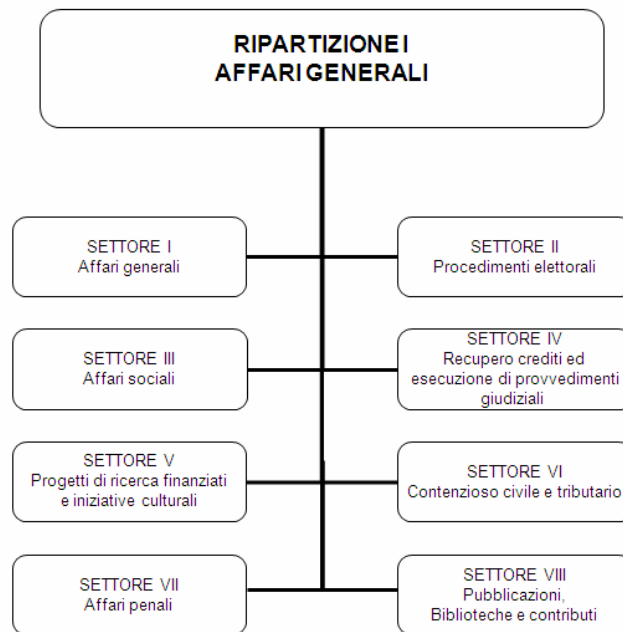 RIPARTIZIONE I
AFFARI GENERALI
SETTORE I
Affari generali
SETTORE II
Procedimenti elettorali
SETTORE III
Affari sociali
SETTORE IV
Recupero crediti ed
esecuzione di provvedimenti
giudiziali
SETTORE V
Progetti di ricerca finanziati
e iniziative culturali
SETTORE VI
Contenzioso civile e tributario
SETTORE VII
Affari penali
SETTORE VIII
Pubblicazioni,
Biblioteche e contributi